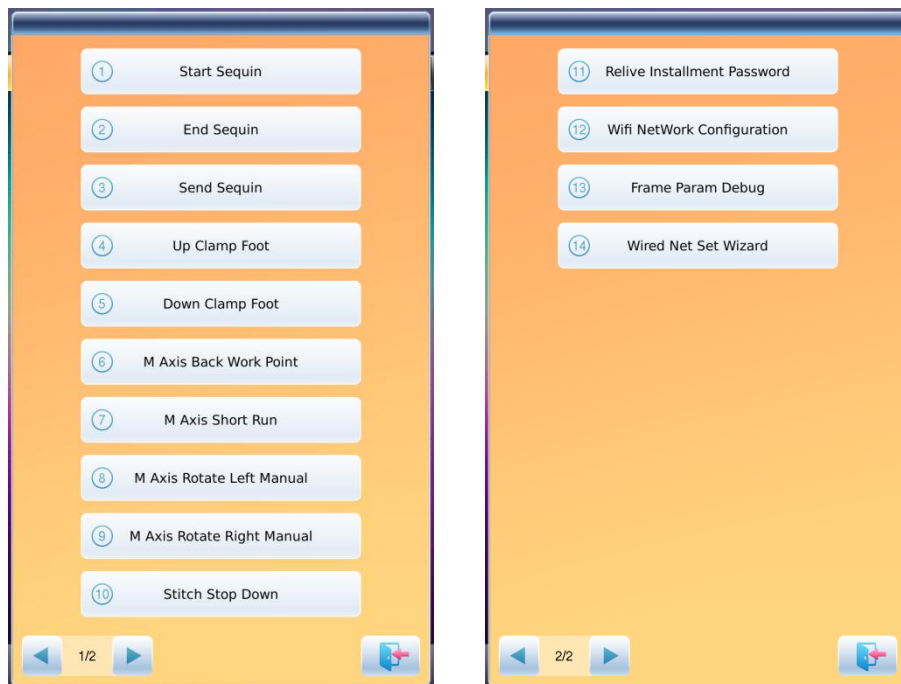 1 Start Sequin
2 End Sequin
3 Send Sequin
4 Up Clamp Foot
5 Down Clamp Foot
6 M Axis Back Work Point
7 M Axis Short Run
8 M Axis Rotate Left Manual
9 M Axis Rotate Right Manual
10 Stitch Stop Down
1/2
11 Relive Installment Password
12 Wifi NetWork Configuration
13 Frame Param Debug
14 Wired Net Set Wizard
2/2